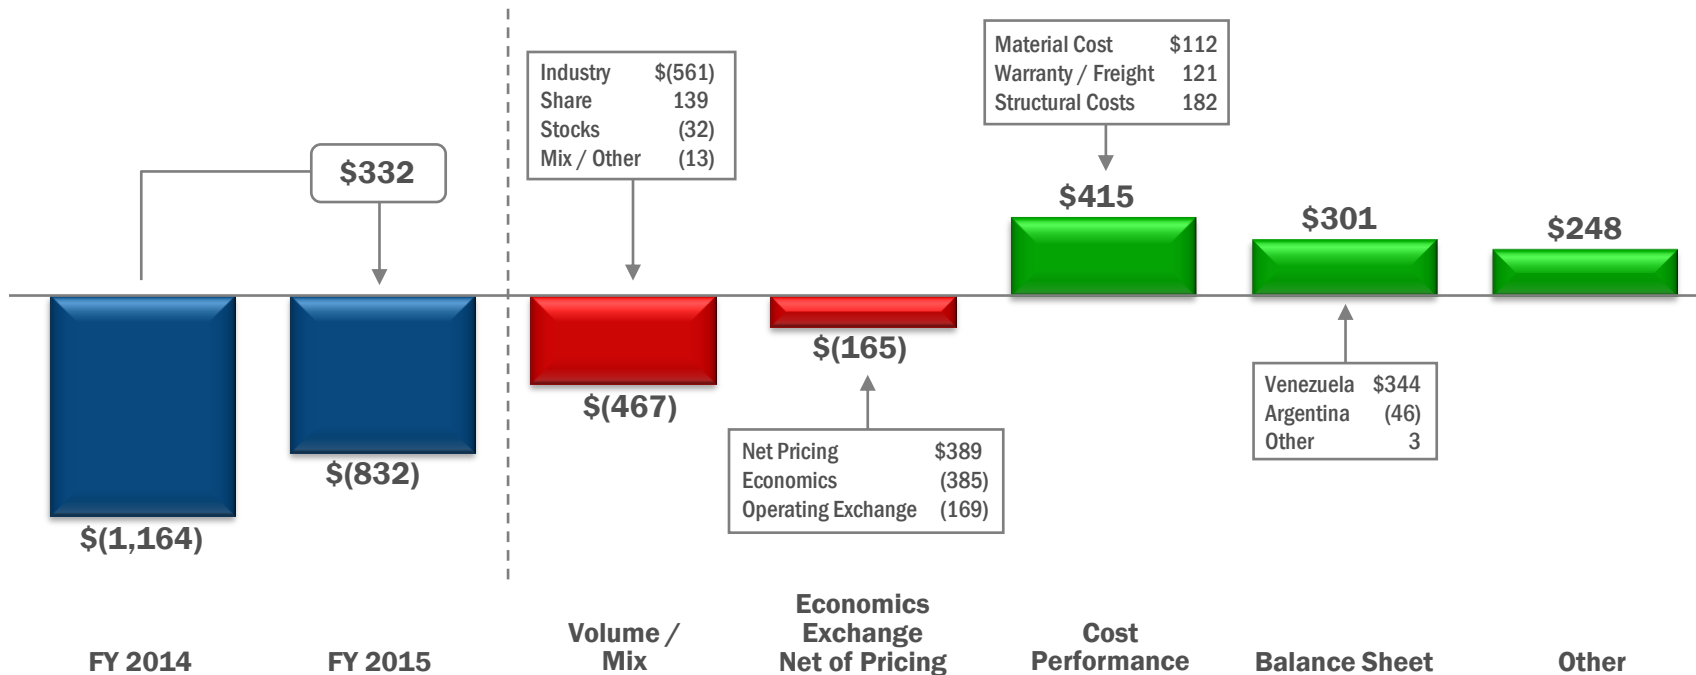 Material Cost $112
Warranty / Freight 121
Structural Costs 182
Industry $(561)
Share 139
Stocks (32)
Mix / Other (13)
$332
$415
$301
$248
$(165)
$(467)
$(832)
$(1,164)
Venezuela $344
Argentina (46)
Other 3
Net Pricing $389
Economics (385)
Operating Exchange (169)
FY 2014
FY 2015
Volume /
Mix
Economics
Exchange
Net of Pricing
Cost
Performance
Balance Sheet
Other